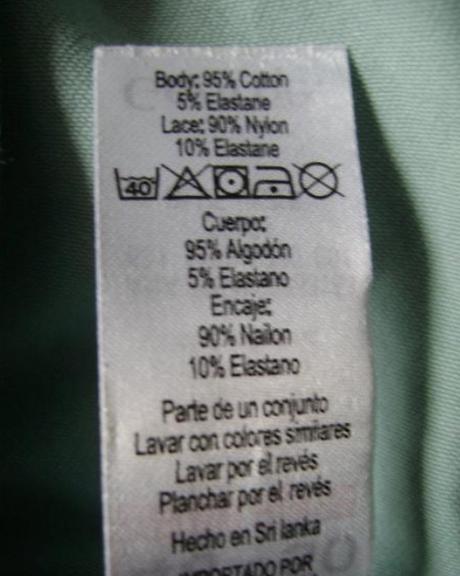 Body: 95% Cotton
5% Elastane
Lace: 90% Nylon
10% Elastane
40
Cuerpo:
95% Algodón
5% Elastano
Encaje:
90% Nailon
10% Elastano
Parte de un conjunto
Lavar con colores similares
Lavar por el revés
Planchar por el revés
Hecho en Sri lanka
IMPORTADO POR